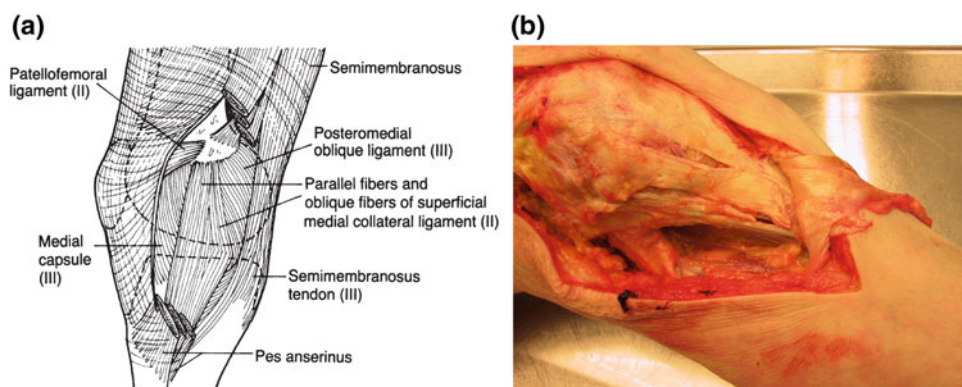 (a)
Patellofemoral
ligament (II)
Medial
capsule
(III)
Semimembranosus
Posteromedial
oblique ligament (III)
Parallel fibers and
oblique fibers of superficial
medial collateral ligament (II)
Semimembranosus
tendon (III)
Pes anserinus
(b)